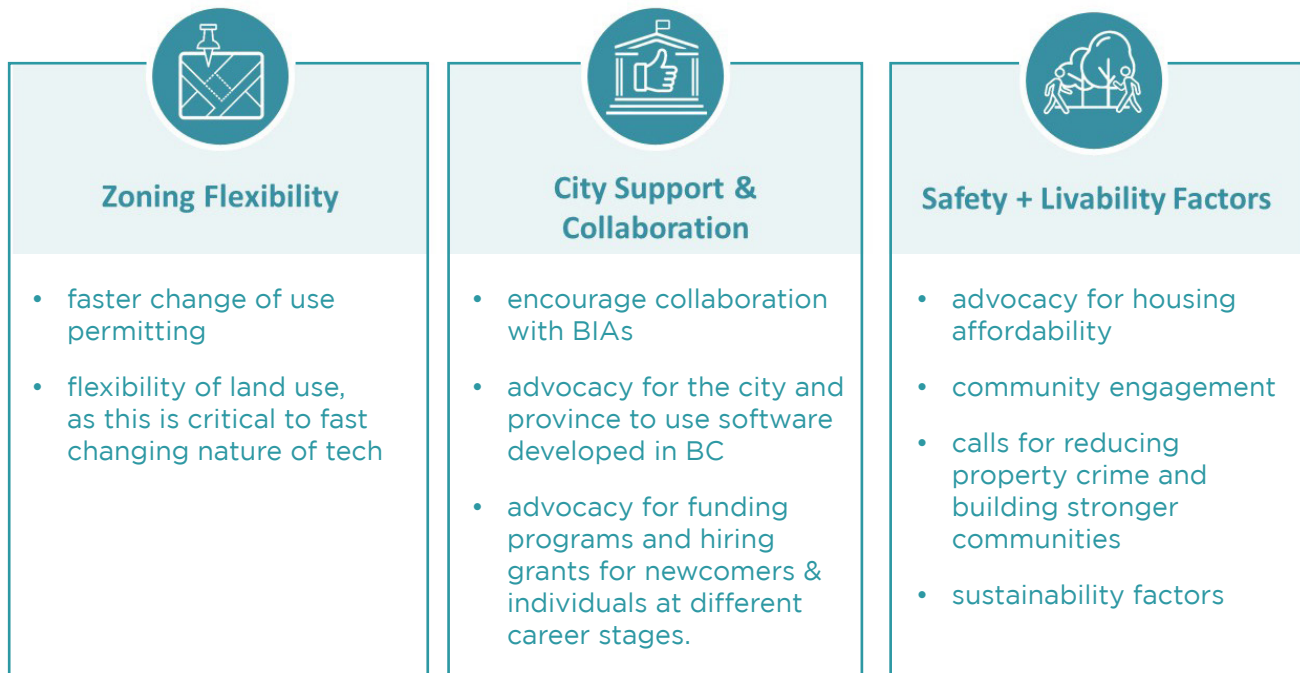 Zoning Flexibility
• faster change of use
permitting
• flexibility of land use,
as this is critical to fast
changing nature of tech
City Support &
Collaboration
• encourage collaboration
with BIAs
• advocacy for the city and
province to use software
developed in BC
• advocacy for funding
programs and hiring
grants for newcomers &
individuals at different
career stages.
Safety + Livability Factors
• advocacy for housing
affordability
• community engagement
• calls for reducing
property crime and
building stronger
communities
• sustainability factors